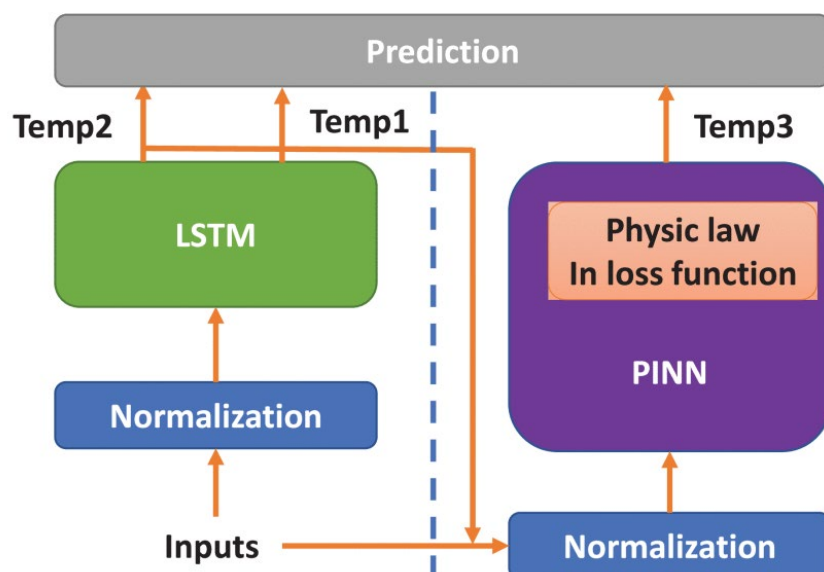 Prediction
Temp2
Temp1
Temp3
LSTM
Physic law
In loss function
PINN
Normalization
Inputs
Normalization